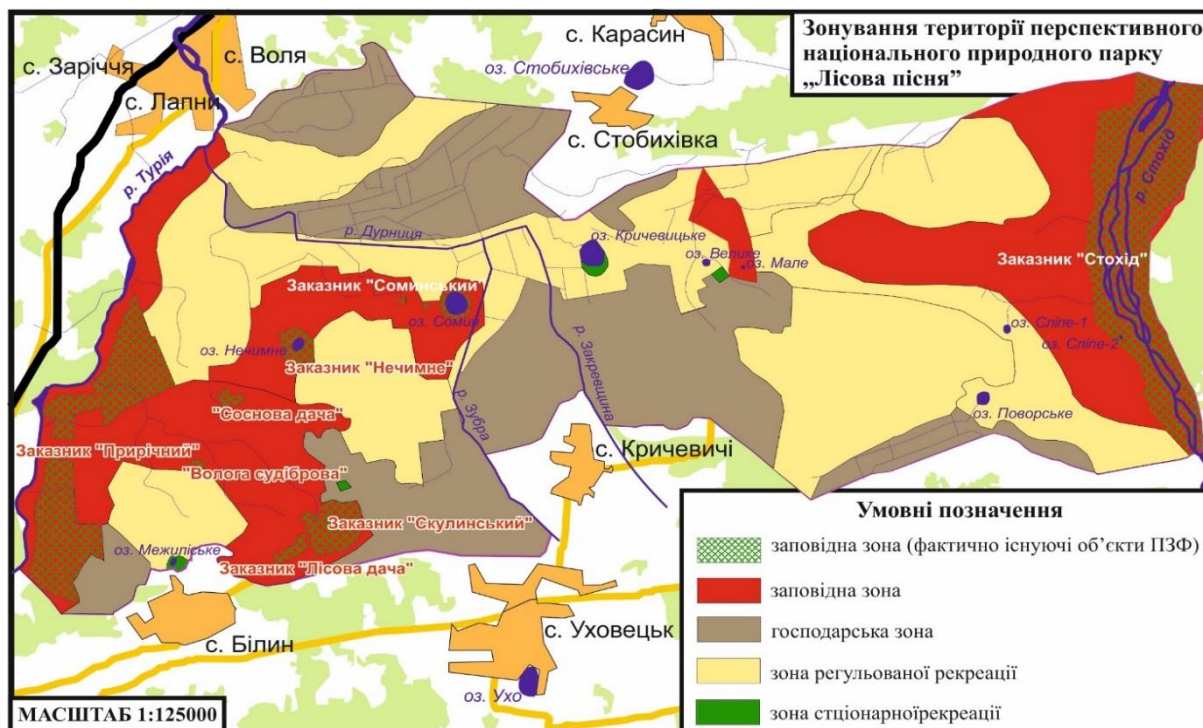 Зонування території перспективного
національного природного парку
„Лісова пісня”
с. Карасин
с. Заріччя
с. Воля
оз. Стобихівське
с. Лапни
с. Стобихівка
р. Турія
р. Стохід
р. Дурниця
оз. Кричевицьке
оз. Велике
оз. Мале
Заказник "Стохід"
Заказник "Соминський"
оз. Сомин
оз. Нечимне
Заказник "Нечимне"
р. Закревщина
оз. Сліпе-1
оз. Сліпе-2
р. Зубра
"Соснова дача"
оз. Поворське
Заказник "Прирічний"
с. Кричевичі
"Волога судіброва"
Заказник "Скулинський"
оз. Межиліське
Заказник "Лісова дача"
с. Білин
с. Уховецьк
оз. Ухо
МАСШТАБ 1:125000
Умовні позначення
заповідна зона (фактично існуючі об’єкти ПЗФ)
заповідна зона
господарська зона
зона регульованої рекреації
зона стціонарноїрекреації